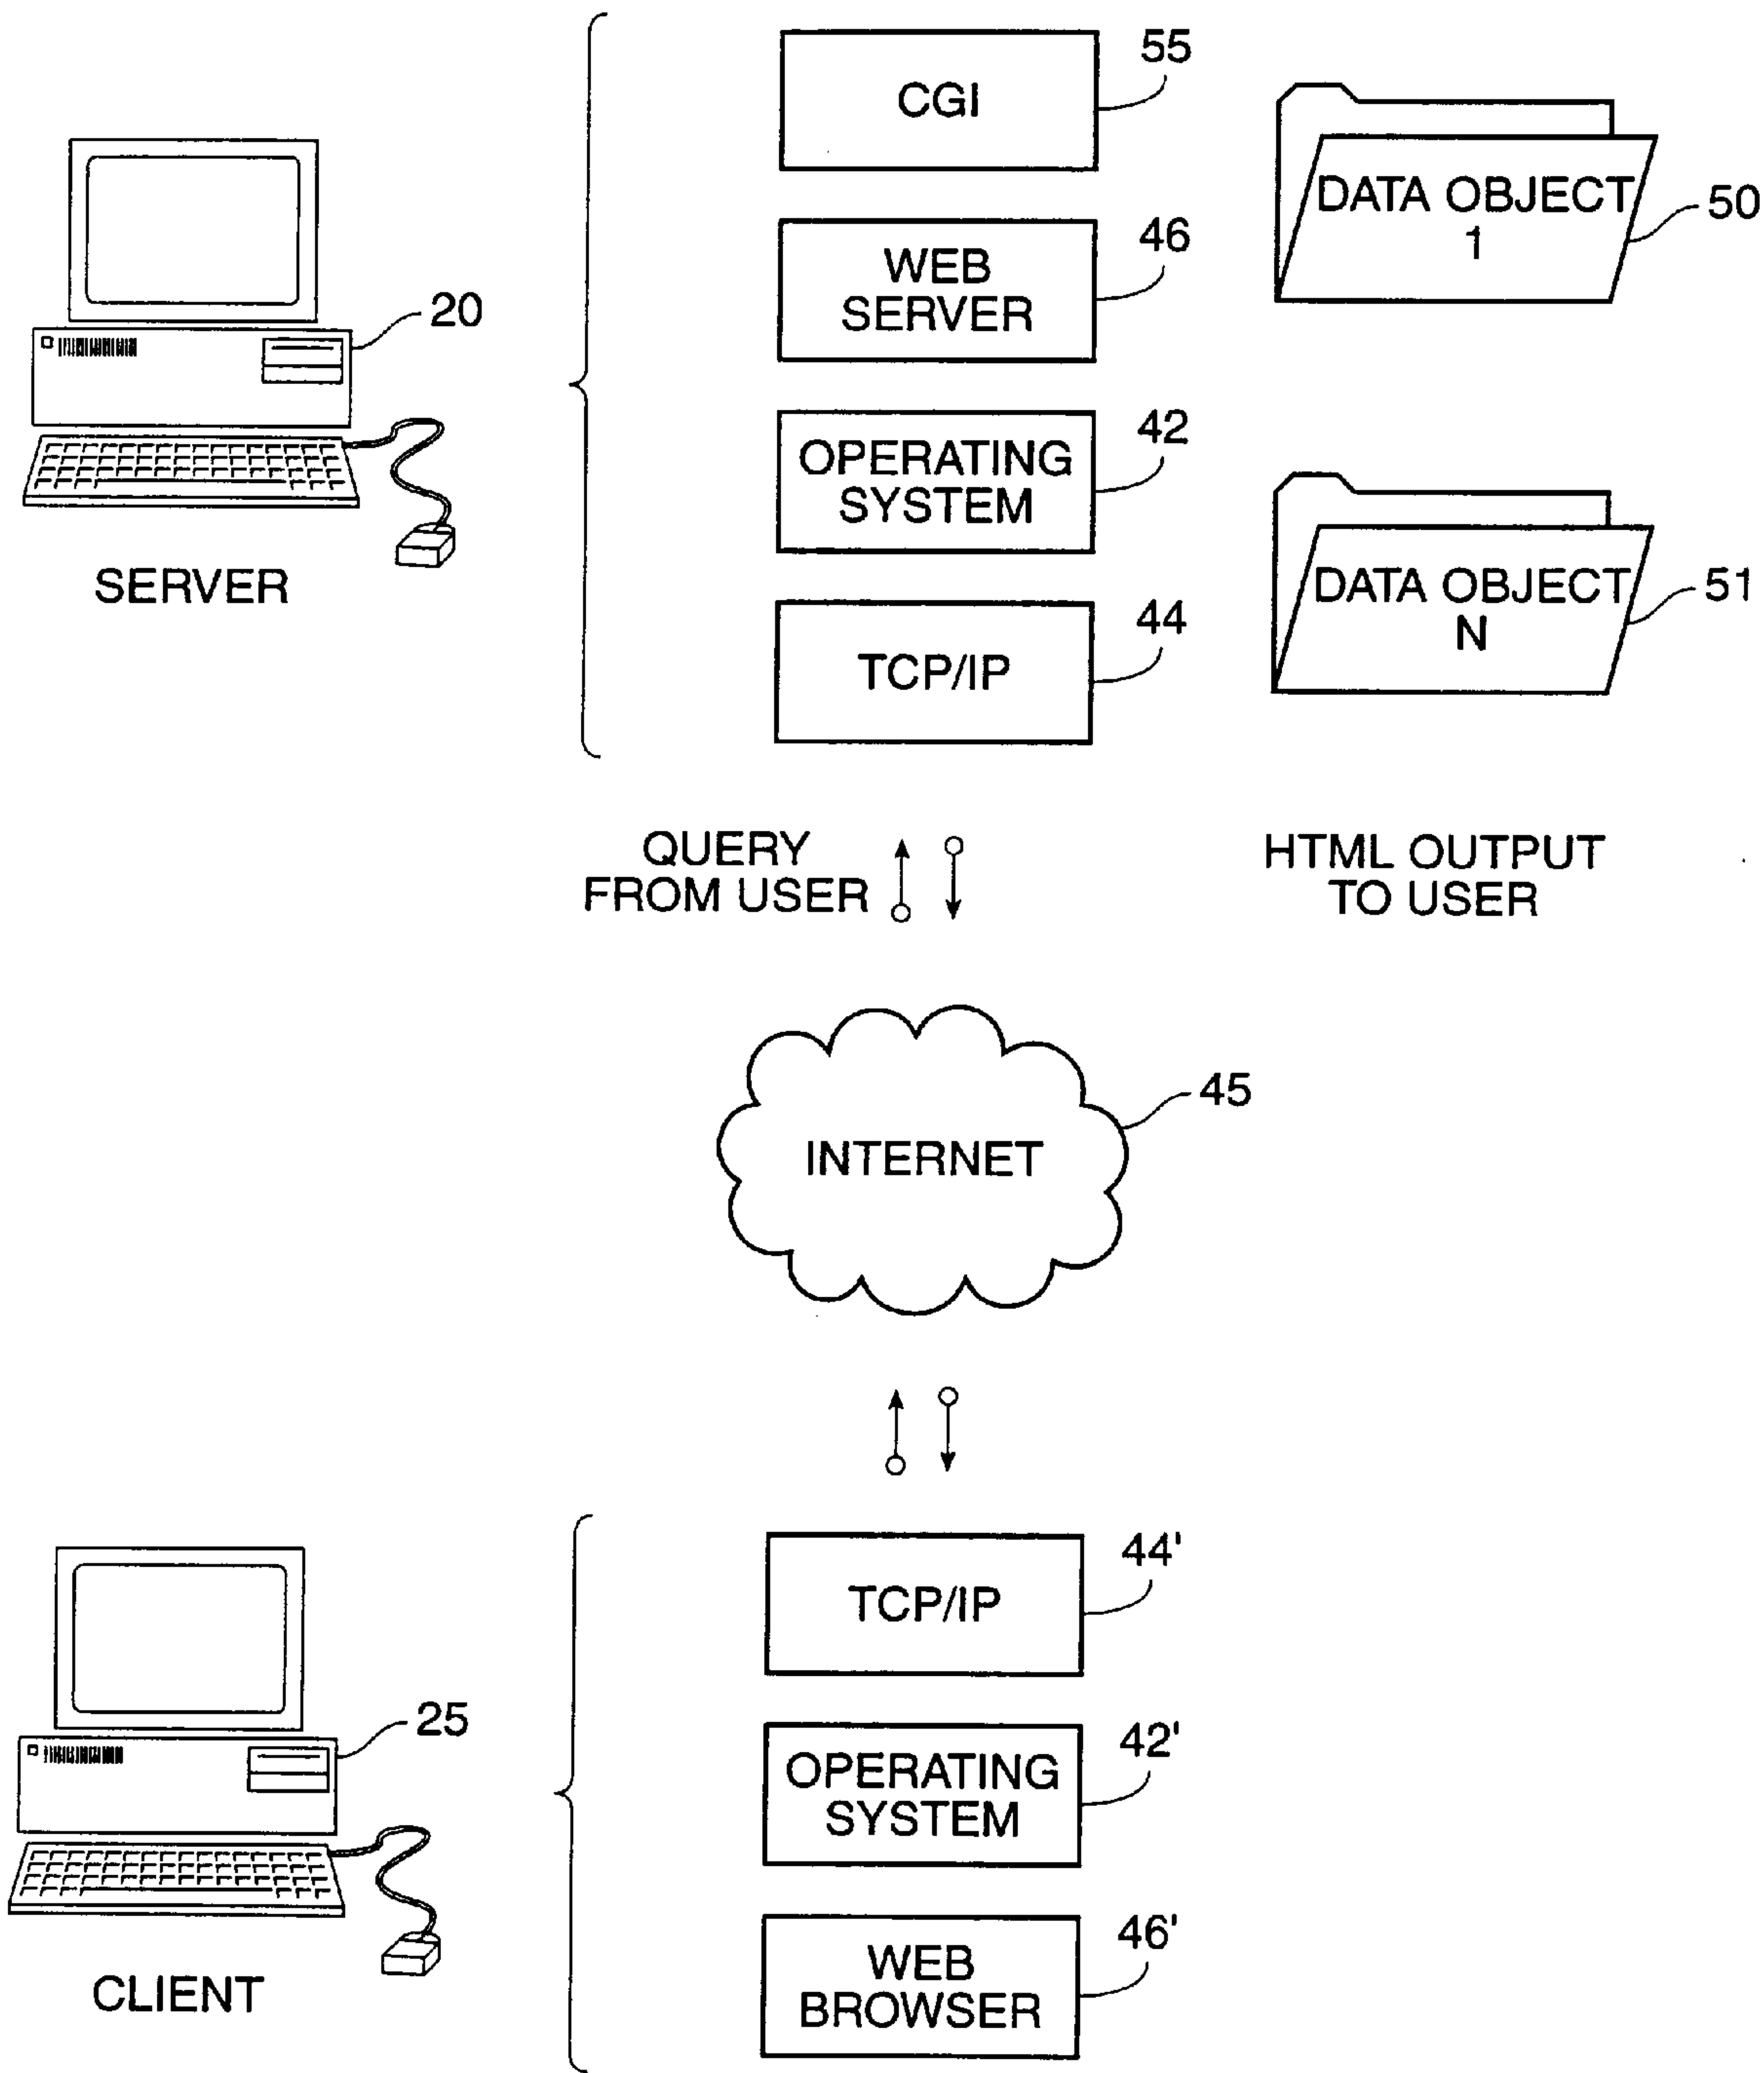 55
CGI
DATA OBJECT
1
50
46
WEB
SERVER
20
42
OPERATING
SYSTEM
DATA OBJECT
N
51
SERVER
44
TCP/IP
QUERY
FROM USER
HTML OUTPUT
TO USER
45
INTERNET
44'
TCP/IP
25
42'
OPERATING
SYSTEM
46'
WEB
BROWSER
CLIENT